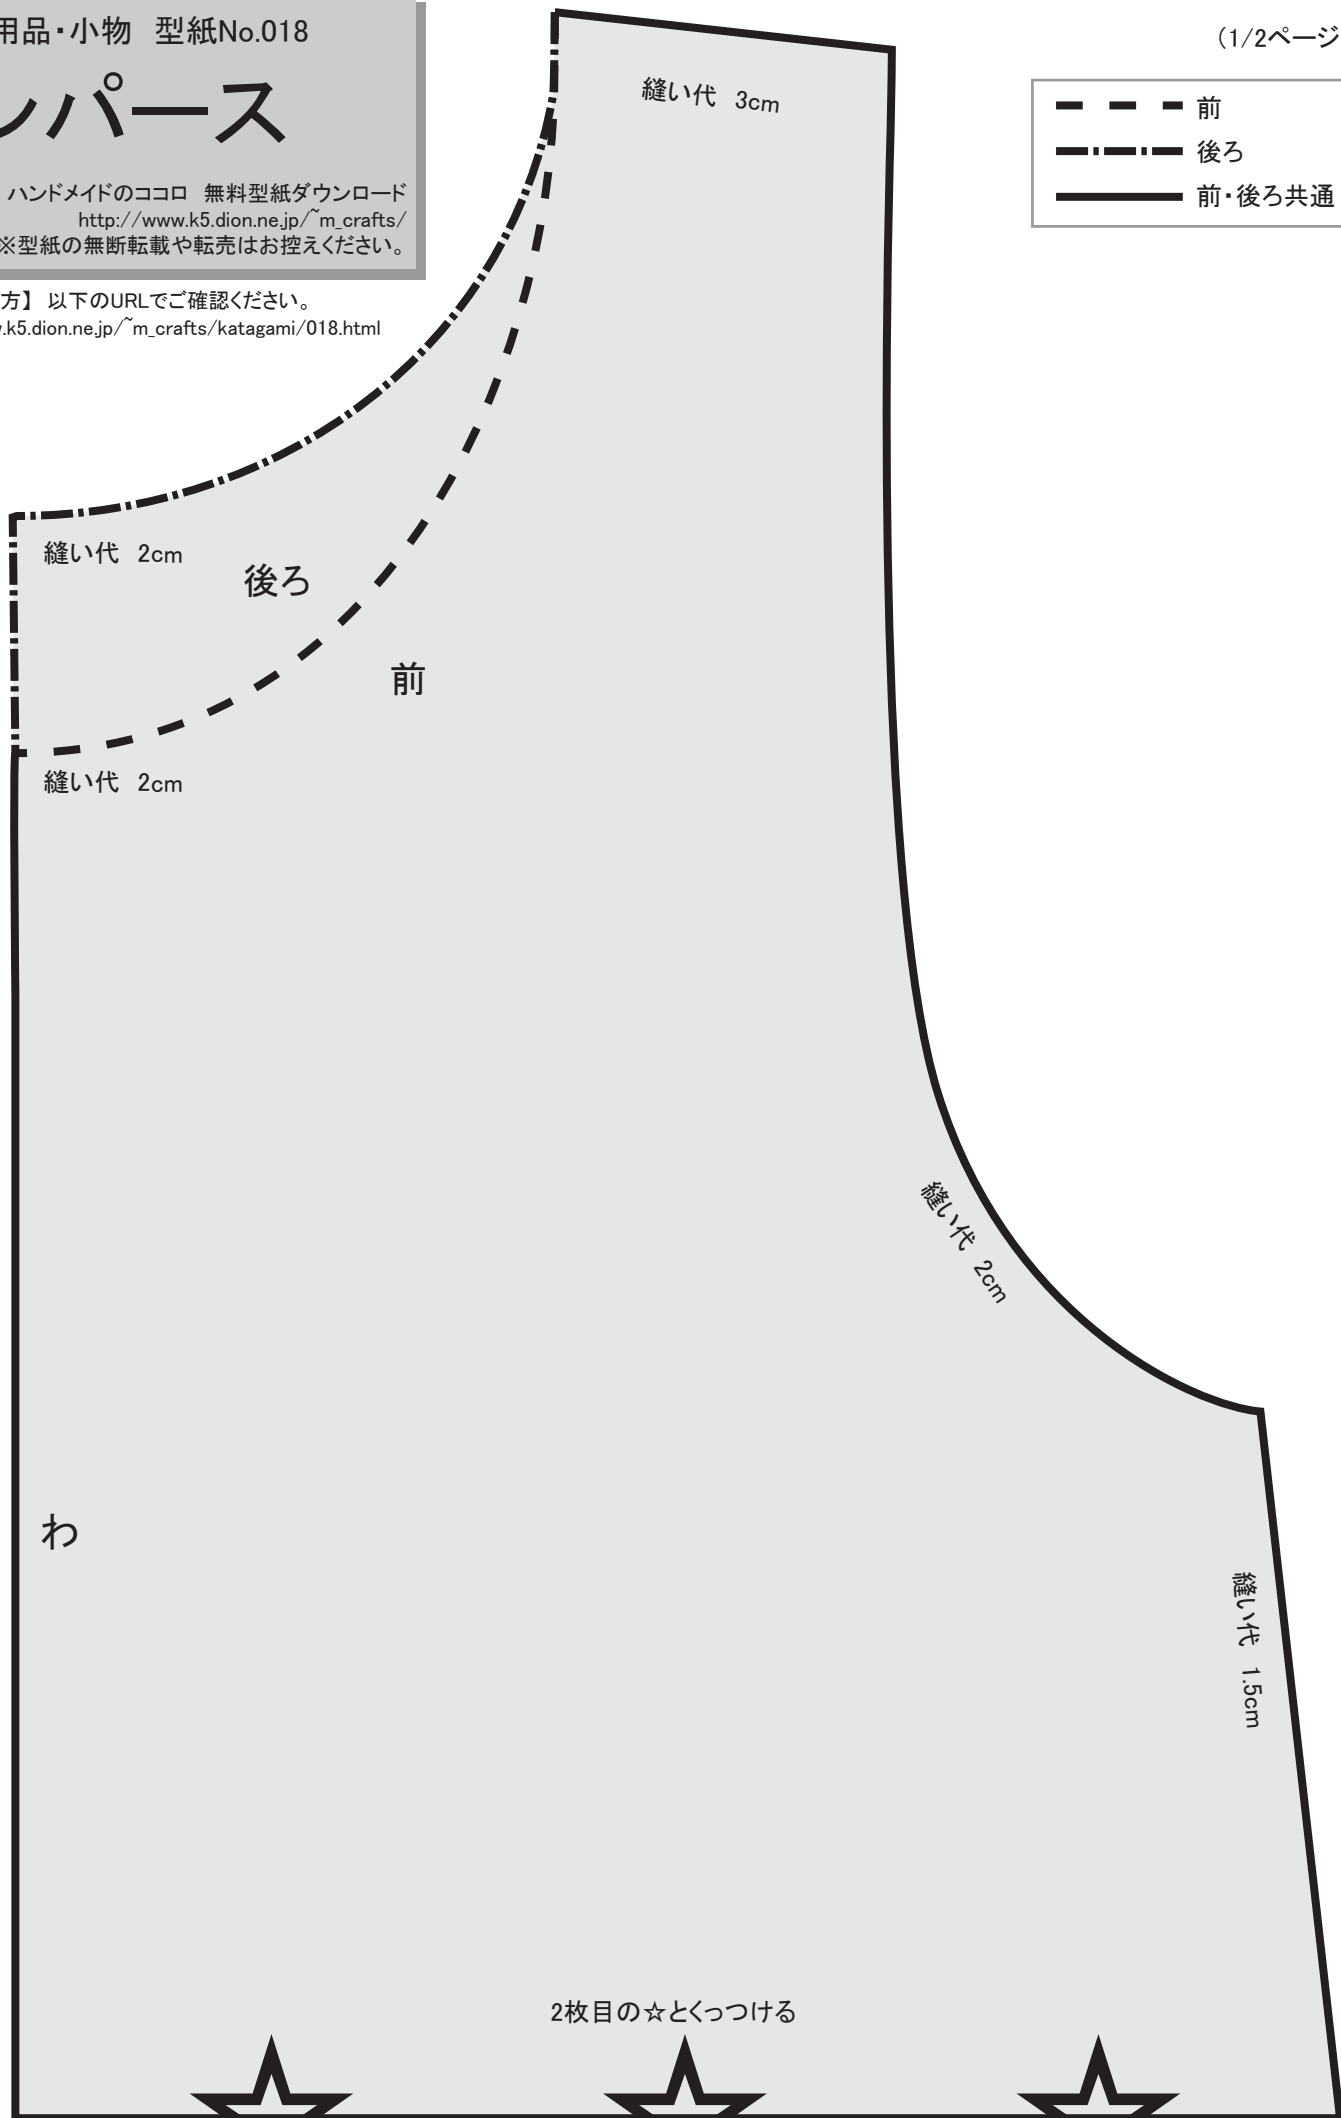 用品・小物　型紙No.018
ンパース
ハンドメイドのココロ　無料型紙ダウンロード
http://www.k5.dion.ne.jp/~m_crafts/
※型紙の無断転載や転売はお控えください。
方】 以下のURLでご確認ください。
.k5.dion.ne.jp/~m_crafts/katagami/018.html
(1/2ページ
前
後ろ
前・後ろ共通
縫い代　3cm
縫い代　2cm
後ろ
前
縫い代　2cm
縫い代　2cm
わ
縫い代　1.5cm
2枚目の☆とくっつける